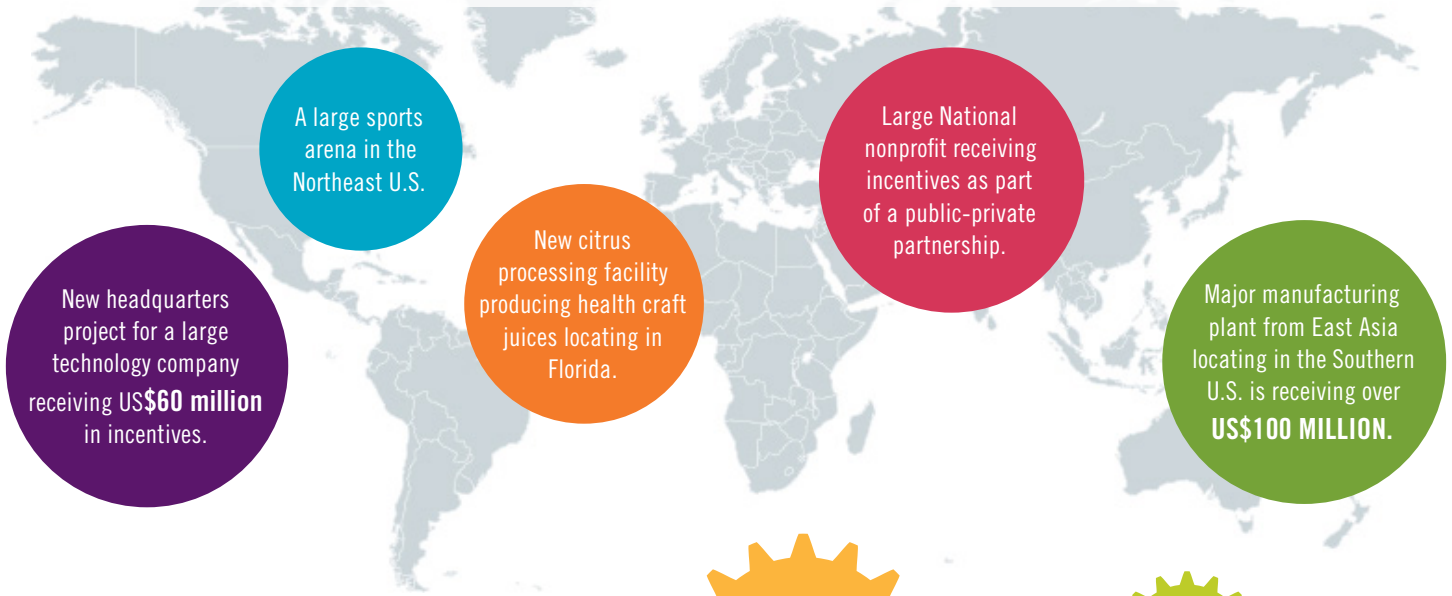 A large sports
arena in the
Northeast U.S.
Large National
nonprofit receiving
incentives as part
of a public-private
partnership.
New headquarters
project for a large
technology company
receiving US$60 million
in incentives.
New citrus
processing facility
producing health craft
juices locating in
Florida.
Major manufacturing
plant from East Asia
locating in the Southern
U.S. is receiving over
US$100 MILLION.